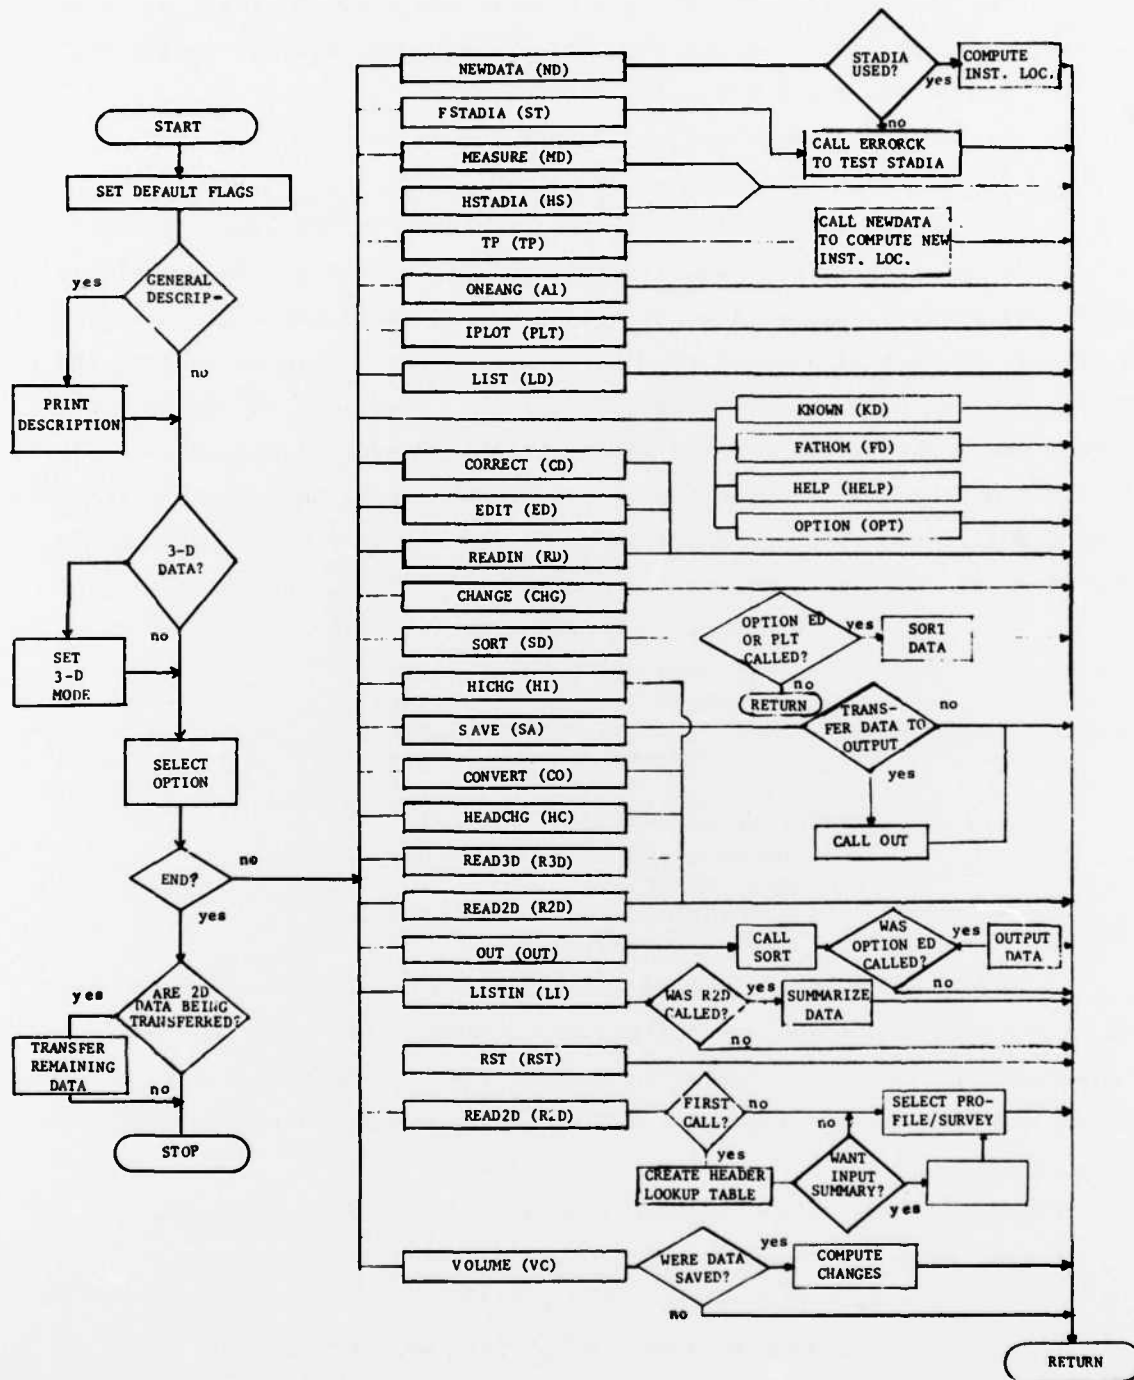 START
SET DEFAULT FLAGS
GENERAL
DESCRIP-
yes
no
PRINT
DESCRIPTION
3-D
DATA?
no
SET
3-D
MODE
SELECT
OPTION
END?
no
yes
ARE 2D
DATA BEING
TRANSFERRED?
yes
TRANSFER
REMAINING
DATA
no
STOP
NEWDATA (ND)
STADIA
USED?
yes
COMPUTE
INST. LOC.
no
FSTADIA (ST)
CALL ERRORCK
TO TEST STADIA
MEASURE (MD)
HSTADIA (HS)
TP (TP)
CALL NEWDATA
TO COMPUTE NEW
INST. LOC.
ONEANG (A1)
IPLOT (PLT)
LIST (LD)
KNOWN (KD)
FATHOM (FD)
HELP (HELP)
OPTION (OPT)
CORRECT (CD)
EDIT (ED)
READIN (RD)
CHANGE (CHG)
SORT (SD)
OPTION ED
OR PLT
CALLED?
yes
SORT
DATA
no
RETURN
HICHG (HI)
SAVE (SA)
TRANS-
FER DATA TO
OUTPUT
no
yes
CALL OUT
CONVERT (CO)
HEADCHG (HC)
READ3D (R3D)
READ2D (R2D)
OUT (OUT)
CALL
SORT
WAS
OPTION ED
CALLED?
yes
OUTPUT
DATA
no
LISTIN (LI)
WAS R2D
CALLED?
yes
SUMMARIZE
DATA
no
RST (RST)
READ2D (R2D)
FIRST
CALL?
no
yes
CREATE HEADER
LOOKUP TABLE
WANT
INPUT
SUMMARY?
no
yes
SELECT PRO-
FILE/SURVEY
VOLUME (VC)
WERE DATA
SAVED?
yes
COMPUTE
CHANGES
no
RETURN